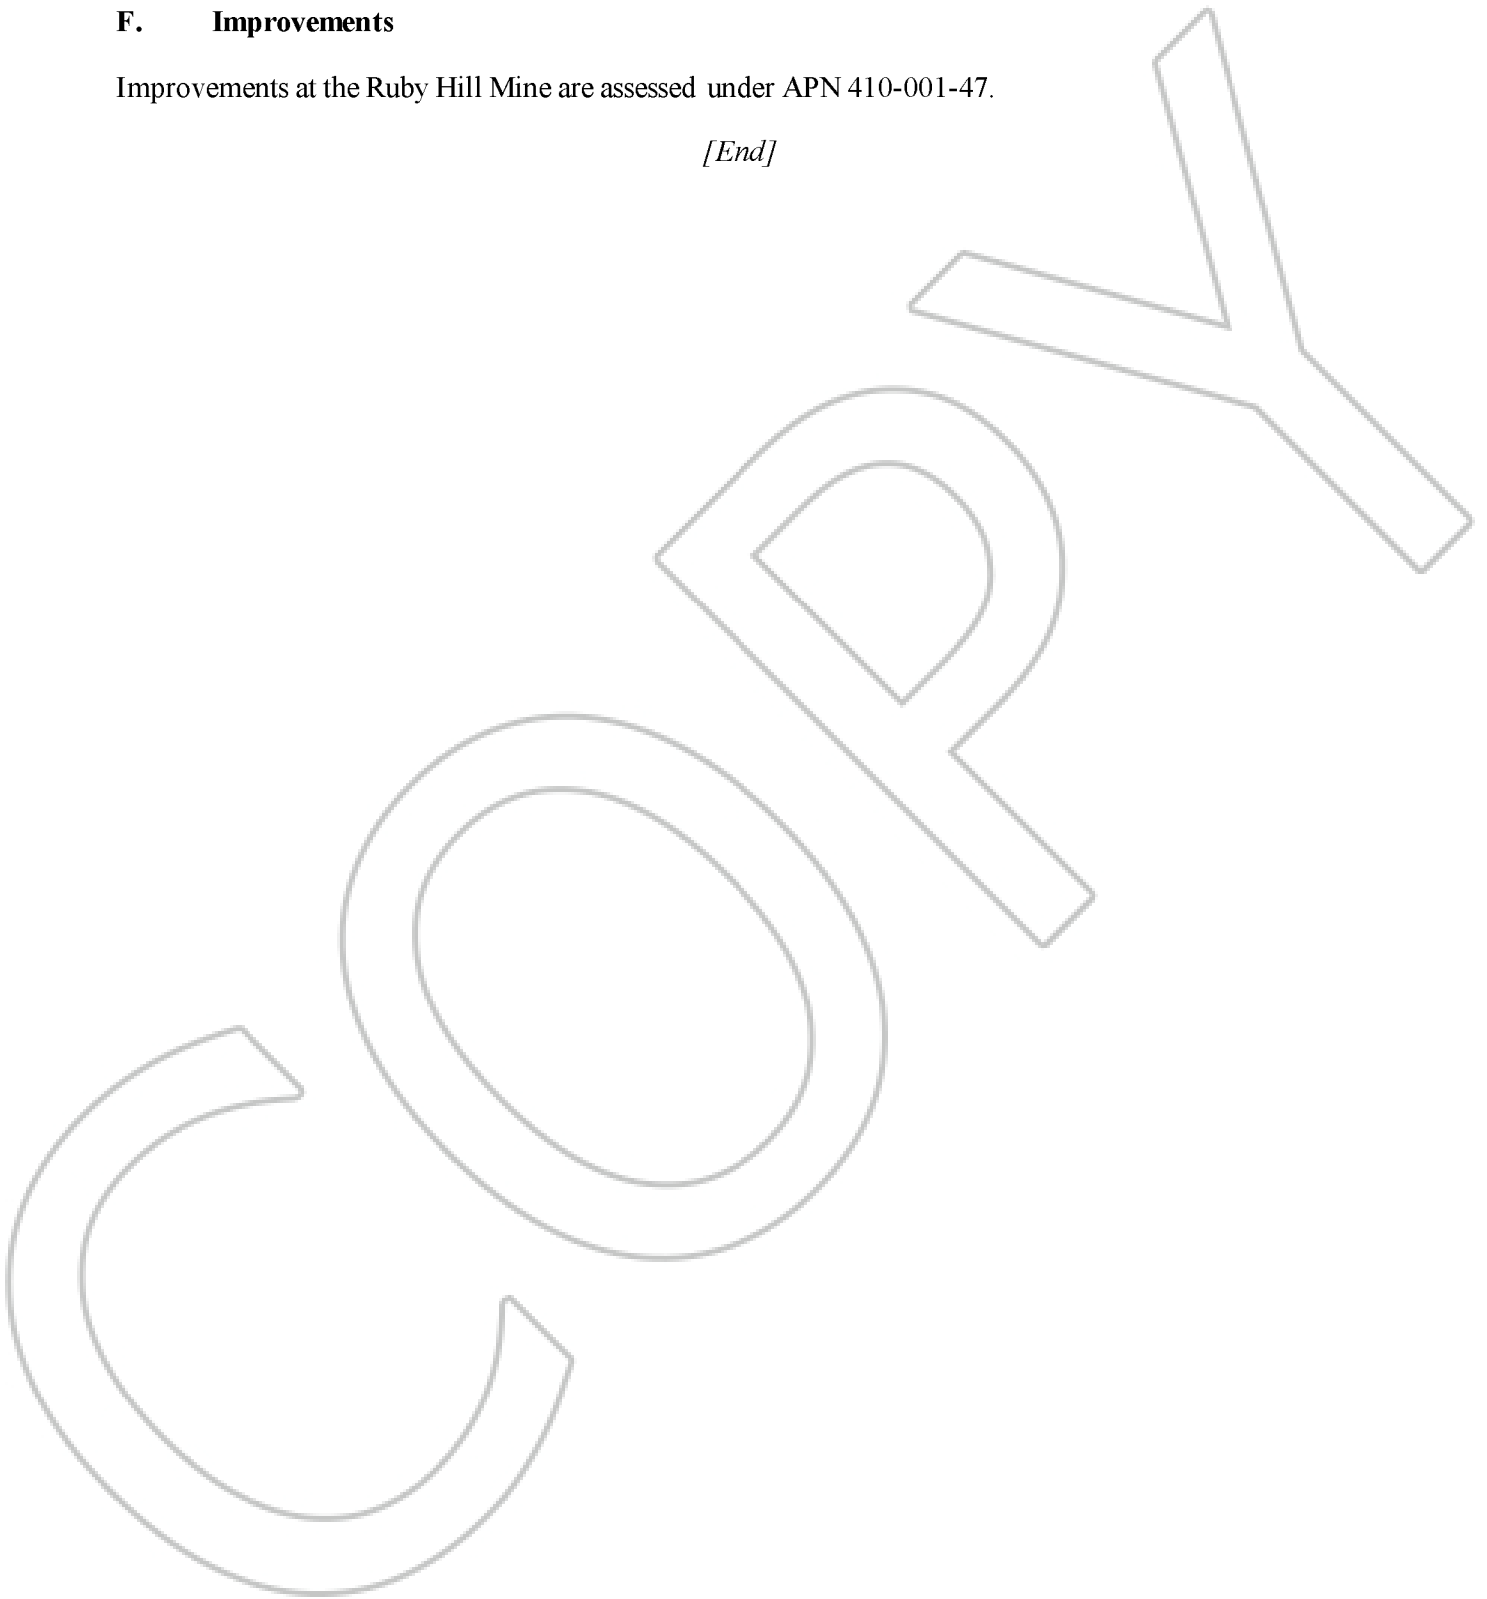 F. Improvements
Improvements at the Ruby Hill Mine are assessed under APN 410-001-47.
[End]
COPY